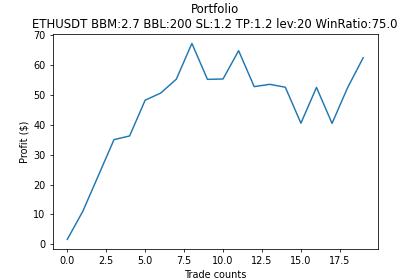 Portfolio
ETHUSDT BBM:2.7 BBL:200 SL:1.2 TP:1.2 lev:20 WinRatio:75.0
70
60
50
40
30
20
10
0
Profit ($)
0.0 2.5 5.0 7.5 10.0 12.5 15.0 17.5
Trade counts